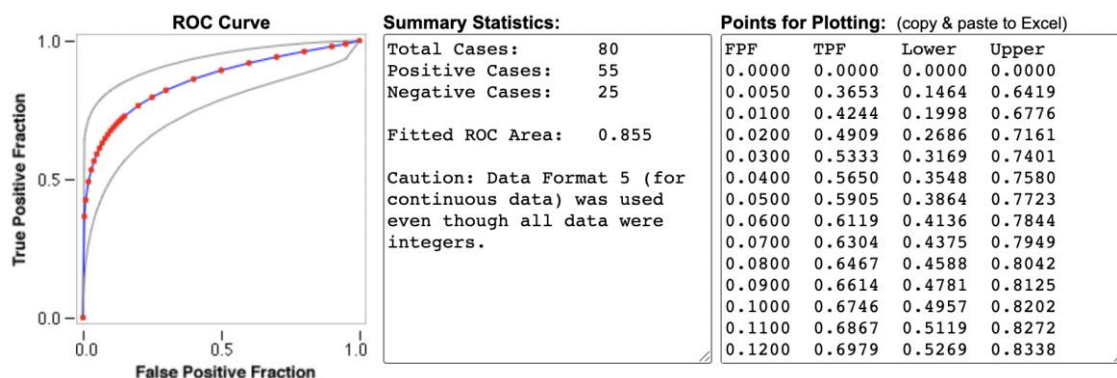 ROC Curve
1.0
0.5
0.0
0.0 0.5 1.0
True Positive Fraction
False Positive Fraction
Summary Statistics:
Total Cases: 80
Positive Cases: 55
Negative Cases: 25
Fitted ROC Area: 0.855
Caution: Data Format 5 (for
continuous data) was used
even though all data were
integers.
Points for Plotting: (copy & paste to Excel)
FPF TPF Lower Upper
0.0000 0.0000 0.0000 0.0000
0.0050 0.3653 0.1464 0.6419
0.0100 0.4244 0.1998 0.6776
0.0200 0.4909 0.2686 0.7161
0.0300 0.5333 0.3169 0.7401
0.0400 0.5650 0.3548 0.7580
0.0500 0.5905 0.3864 0.7723
0.0600 0.6119 0.4136 0.7844
0.0700 0.6304 0.4375 0.7949
0.0800 0.6467 0.4588 0.8042
0.0900 0.6614 0.4781 0.8125
0.1000 0.6746 0.4957 0.8202
0.1100 0.6867 0.5119 0.8272
0.1200 0.6979 0.5269 0.8338